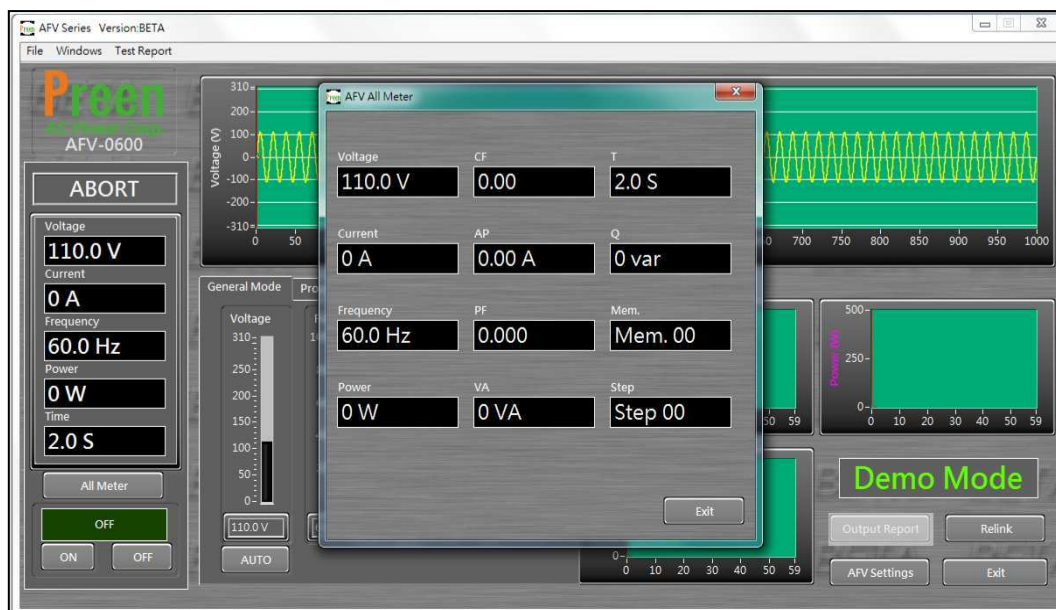 AFV Series Version:BETA
File Windows Test Report
Preen
AC Power Corp.
AFV-0600
ABORT
Voltage
110.0 V
Current
0 A
Frequency
60.0 Hz
Power
0 W
Time
2.0 S
All Meter
OFF
ON OFF
Voltage (V)
310
200
100
0
-100
-200
-310
0 50 700 750 800 850 900 950 1000
General Mode Pro
Voltage
310
250
200
150
100
50
0
110.0 V
AUTO
AFV All Meter
Voltage CF T
110.0 V 0.00 2.0 S
Current AP Q
0 A 0.00 A 0 var
Frequency PF Mem.
60.0 Hz 0.000 Mem. 00
Power VA Step
0 W 0 VA Step 00
Exit
50 59
0
0 10 20 30 40 50 59
Power (W)
500
250
0
0 10 20 30 40 50 59
Demo Mode
Output Report Relink
AFV Settings Exit